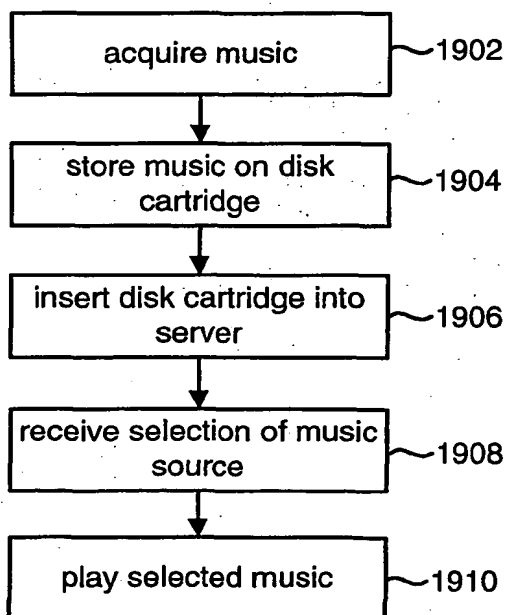 acquire music
1902
store music on disk
cartridge
1904
insert disk cartridge into
server
1906
receive selection of music
source
1908
play selected music
1910